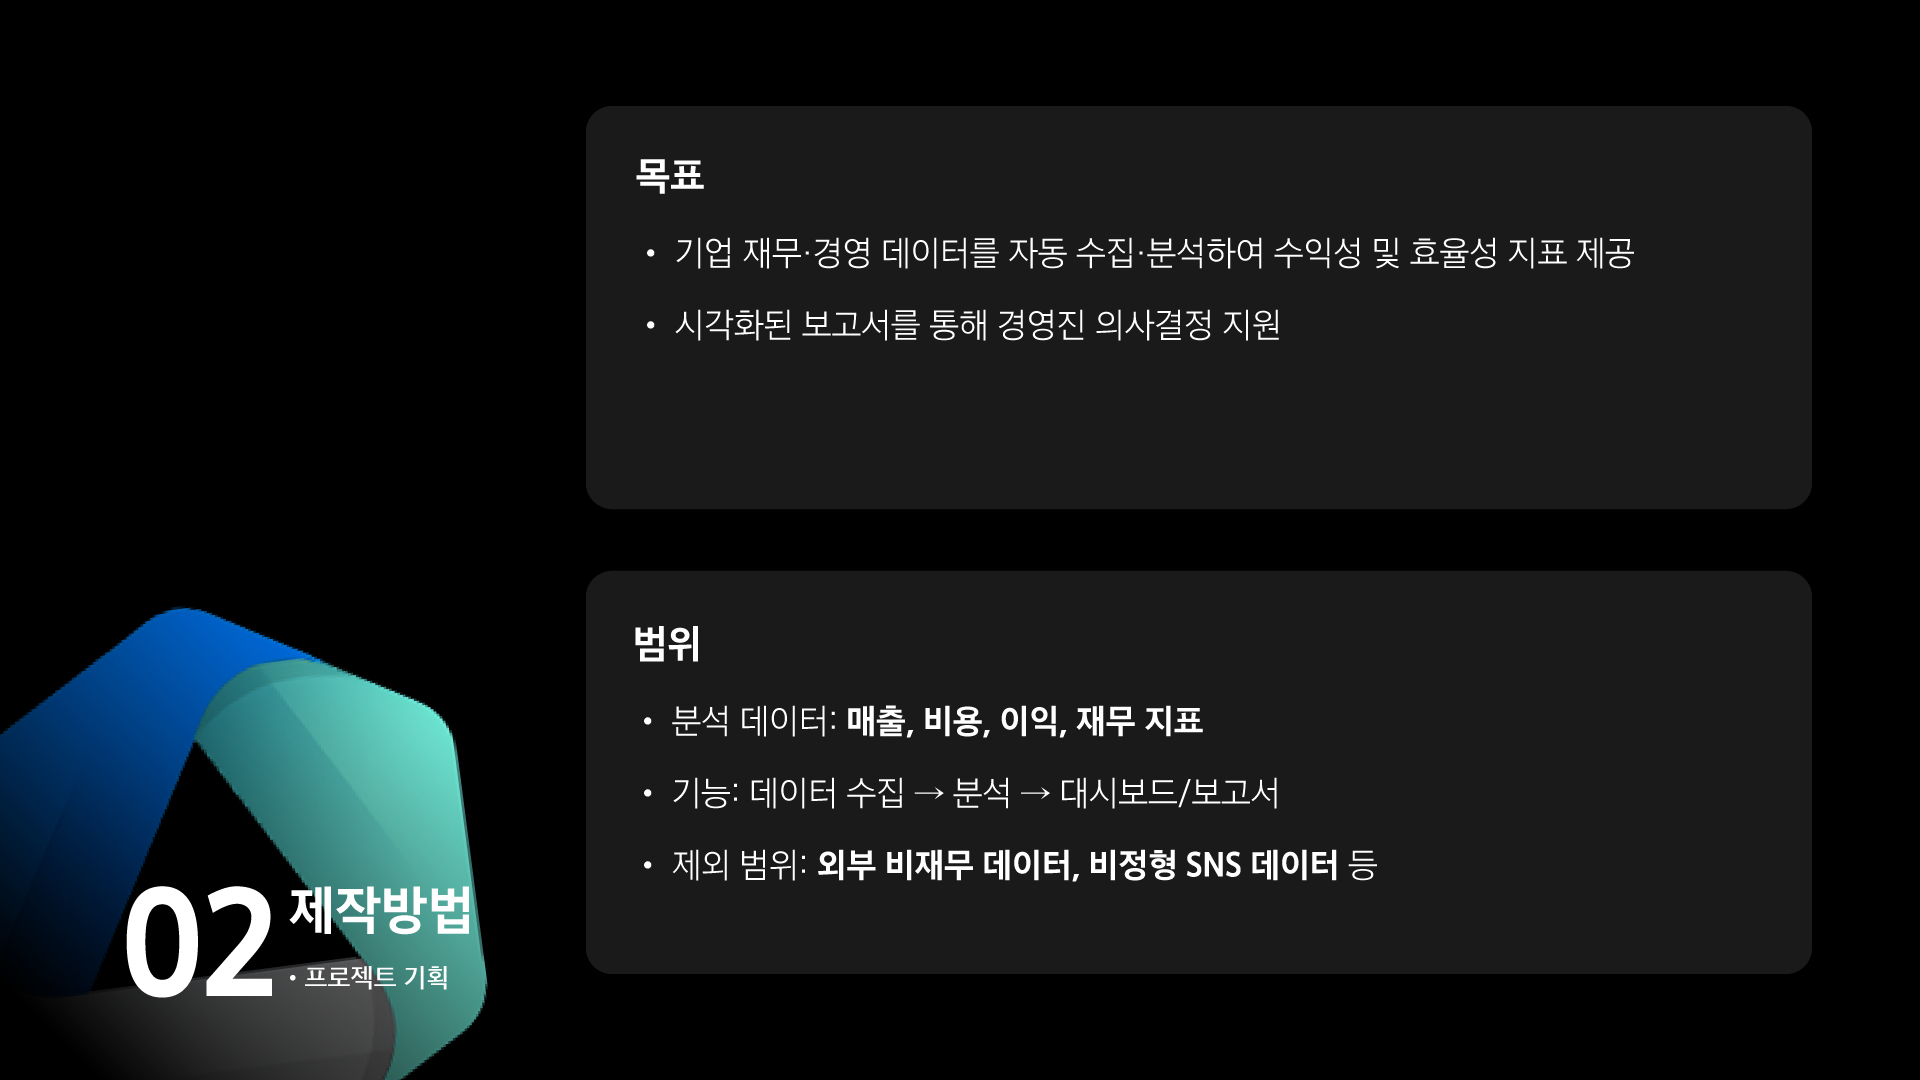 목표
• 기업 재무·경영 데이터를 자동 수집·분석하여 수익성 및 효율성 지표 제공
• 시각화된 보고서를 통해 경영진 의사결정 지원
범위
• 분석 데이터: 매출, 비용, 이익, 재무 지표
• 기능: 데이터 수집 → 분석 → 대시보드/보고서
• 제외 범위: 외부 비재무 데이터, 비정형 SNS 데이터 등
02 제작방법
• 프로젝트 기획